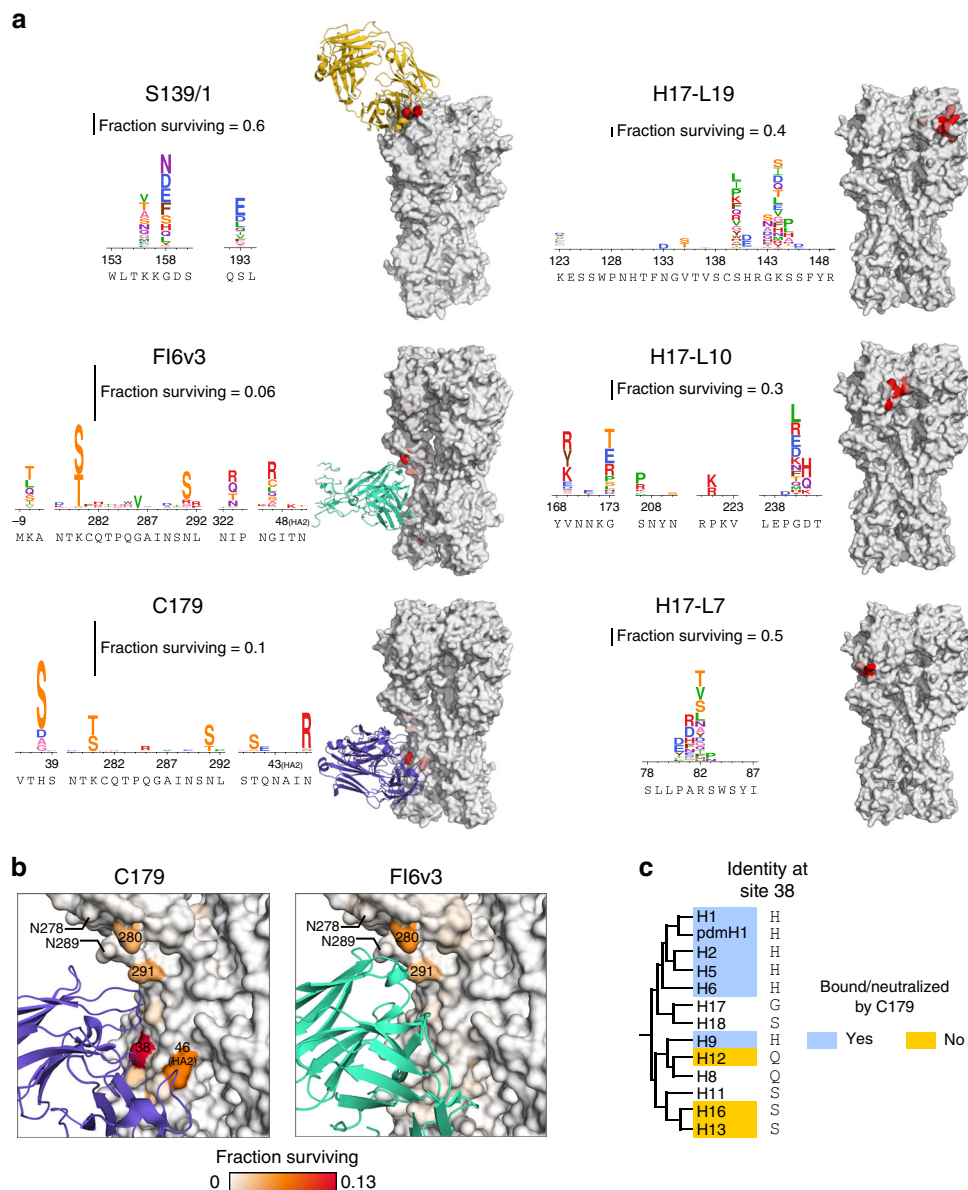 a
S139/1
Fraction surviving = 0.6
153 158 193
WLTKKGDS QSL
H17-L19
Fraction surviving = 0.4
123 128 133 138 143 148
KESSWPNHTFNGVTVSCSHRGKSSFYR
FI6v3
Fraction surviving = 0.06
−9 282 287 292 322 48(HA2)
MKA NTKCQTPQGAINSNL NIP NGITN
H17-L10
Fraction surviving = 0.3
168 173 208 223 238
YVNNKG SNYN RPKV LEPGDT
C179
Fraction surviving = 0.1
39 282 287 292 43(HA2)
VTHS NTKCQTPQGAINSNL STQNAIN
H17-L7
Fraction surviving = 0.5
78 82 87
SLLPARSWSYI
b
C179
N278
N289
280
291
38
46
(HA2)
FI6v3
N278
N289
280
291
Fraction surviving
0 0.13
c
Identity at
site 38
H1 H
pdmH1 H
H2 H
H5 H
H6 H
H17 G
H18 S
H9 H
H12 Q
H8 Q
H11 S
H16 S
H13 S
Bound/neutralized
by C179
Yes No